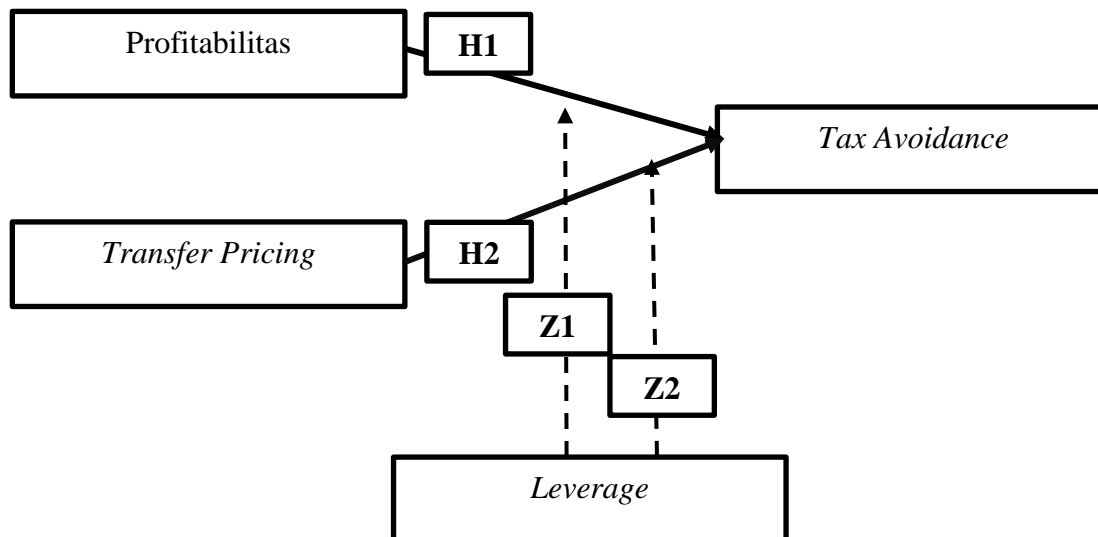 Profitabilitas
H1
Tax Avoidance
Transfer Pricing
H2
Z1
Z2
Leverage